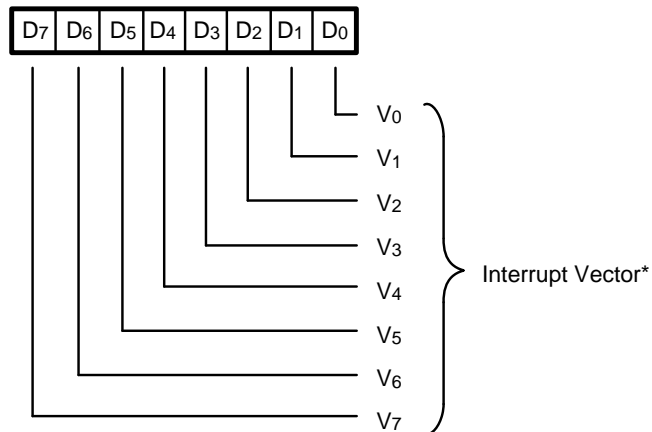 D7 D6 D5 D4 D3 D2 D1 D0
V0
V1
V2
V3
Interrupt Vector*
V4
V5
V6
V7